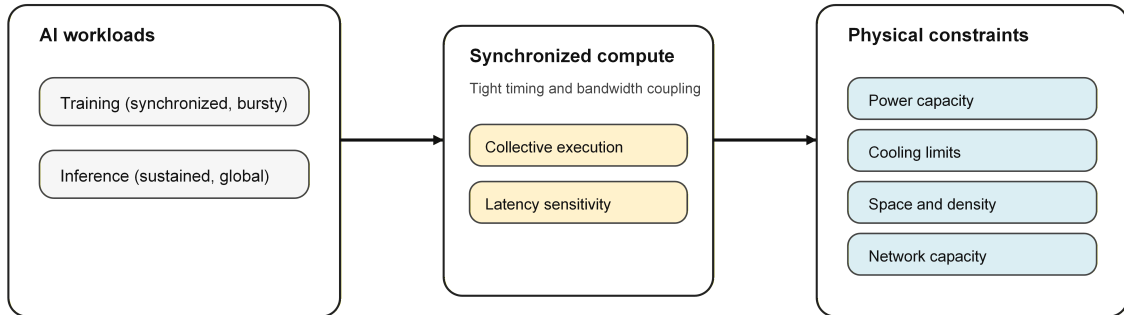 AI workloads
Training (synchronized, bursty)
Inference (sustained, global)
Synchronized compute
Tight timing and bandwidth coupling
Collective execution
Latency sensitivity
Physical constraints
Power capacity
Cooling limits
Space and density
Network capacity